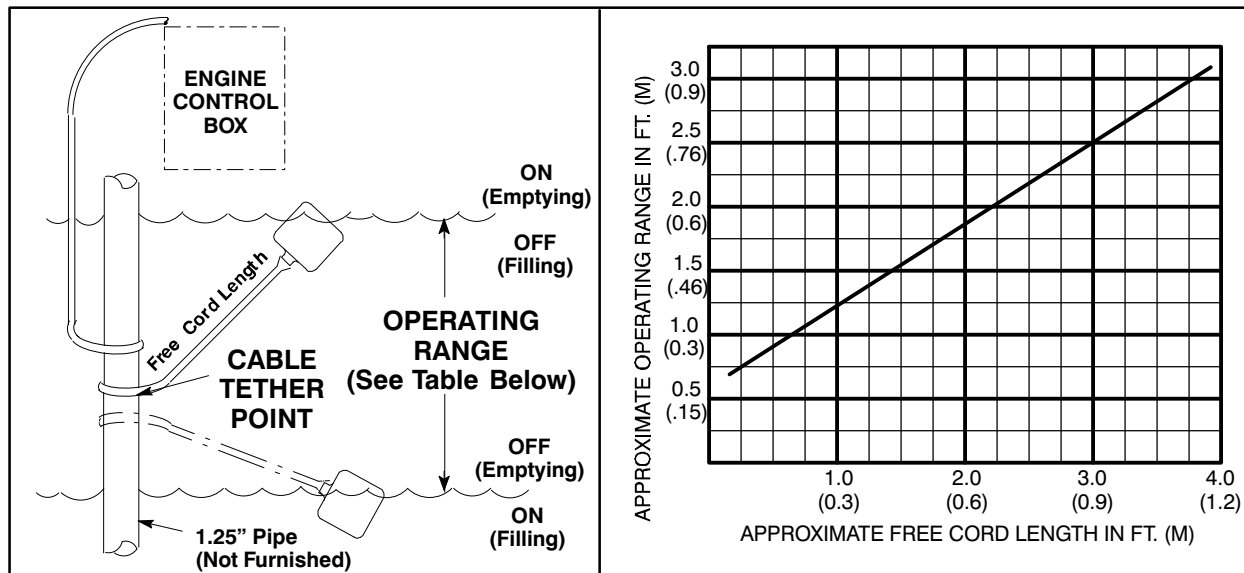 ENGINE
CONTROL
BOX
ON
(Emptying)
OFF
(Filling)
Free Cord Length
OPERATING
RANGE
(See Table Below)
CABLE
TETHER
POINT
OFF
(Emptying)
ON
(Filling)
1.25” Pipe
(Not Furnished)
APPROXIMATE OPERATING RANGE IN FT. (M)
3.0
(0.9)
2.5
(.76)
2.0
(0.6)
1.5
(.46)
1.0
(0.3)
0.5
(.15)
1.0 2.0 3.0 4.0
(0.3) (0.6) (0.9) (1.2)
APPROXIMATE FREE CORD LENGTH IN FT. (M)